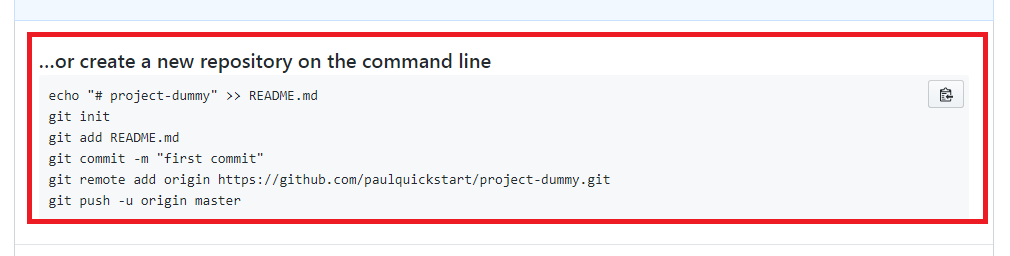 ...or create a new repository on the command line
echo "# project-dummy" >> README.md
git init
git add README.md
git commit -m "first commit"
git remote add origin https://github.com/paulquickstart/project-dummy.git
git push -u origin master